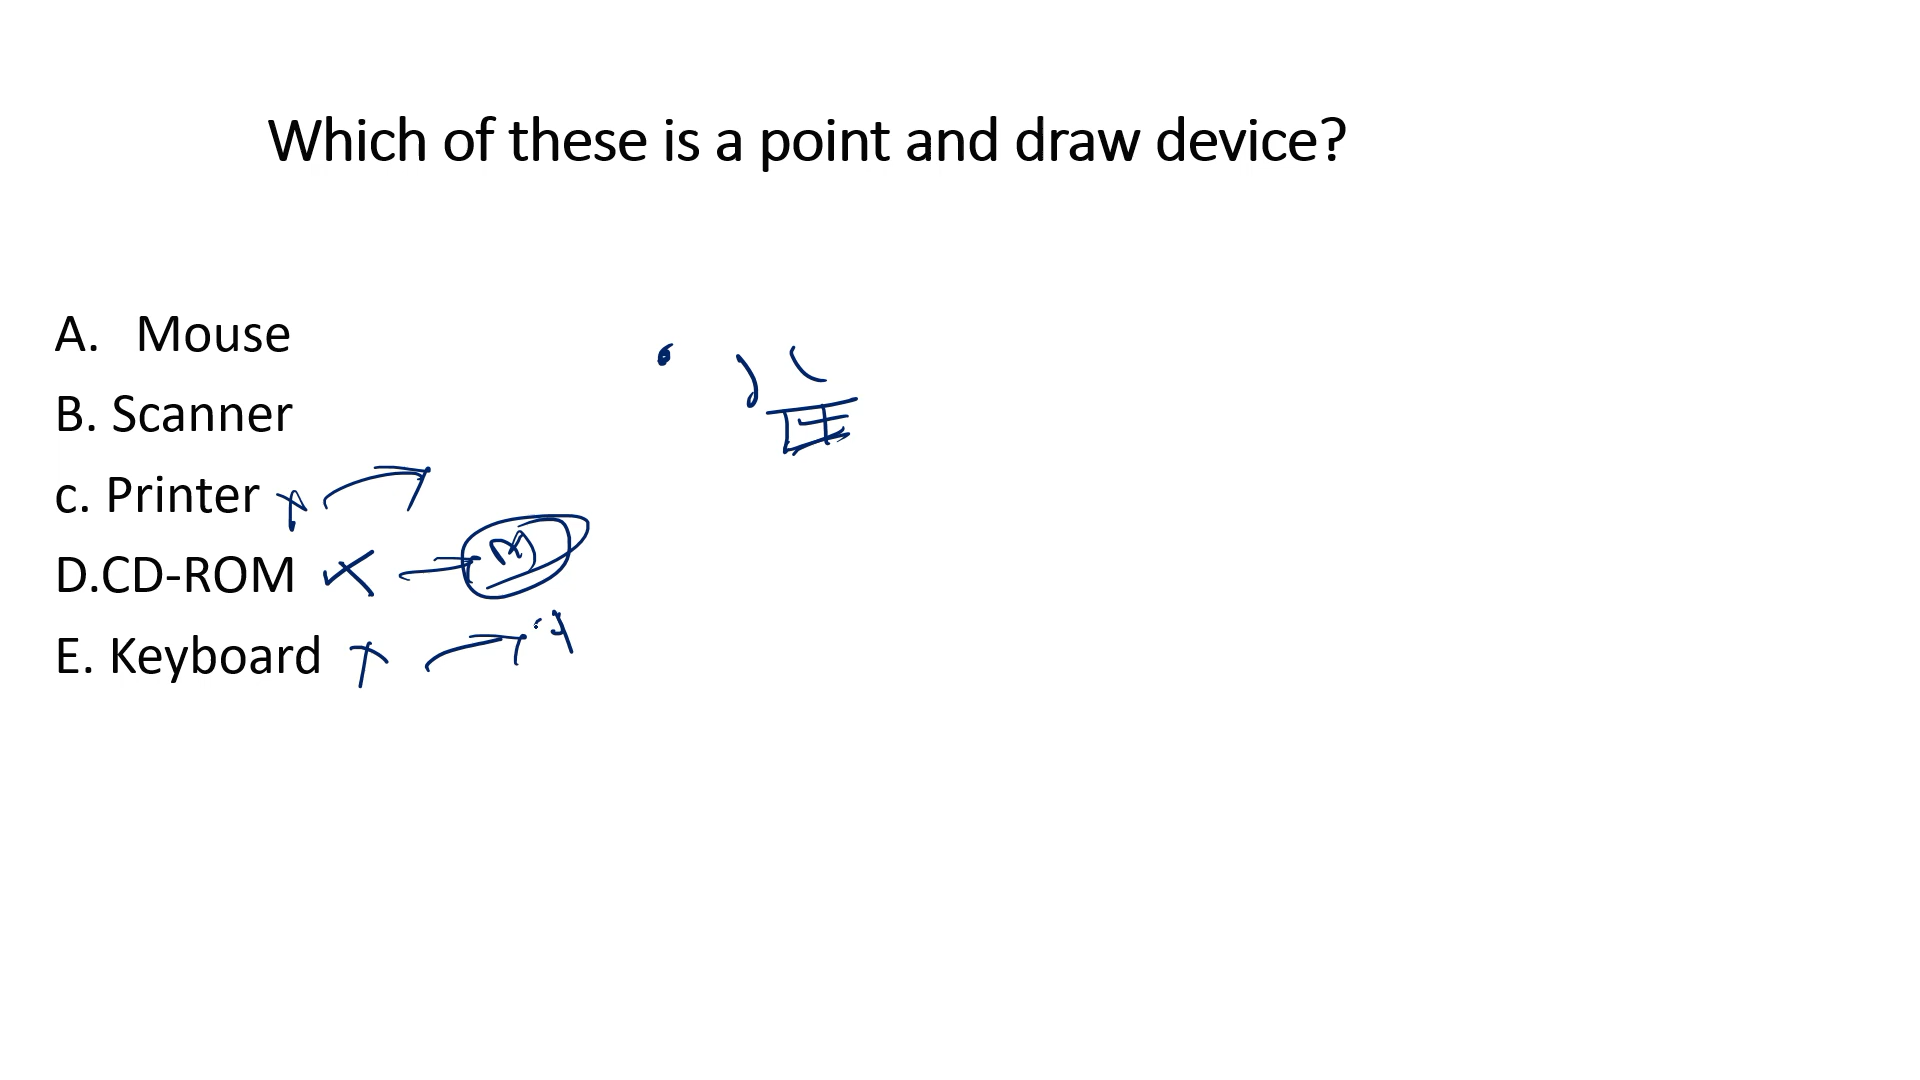 Which of these is a point and draw device?
A. Mouse
B. Scanner
c. Printer
D.CD-ROM
E. Keyboard